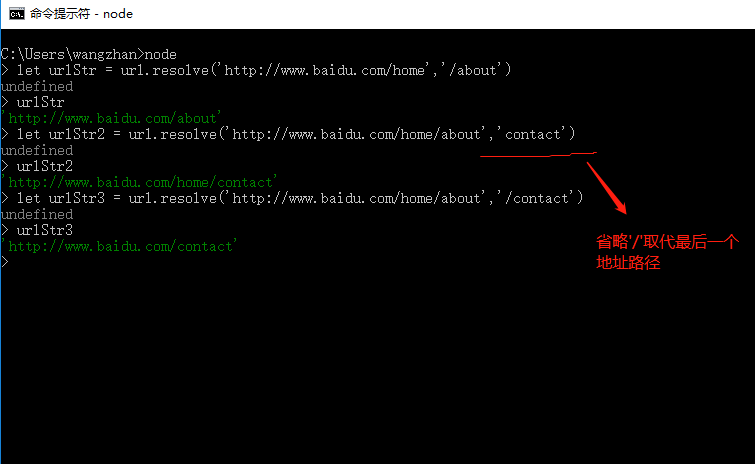 命令提示符 - node
C:\Users\wangzhan>node
> let urlStr = url.resolve('http://www.baidu.com/home','/about')
undefined
> urlStr
'http://www.baidu.com/about'
> let urlStr2 = url.resolve('http://www.baidu.com/home/about','contact')
undefined
> urlStr2
'http://www.baidu.com/home/contact'
> let urlStr3 = url.resolve('http://www.baidu.com/home/about','/contact')
undefined
> urlStr3
'http://www.baidu.com/contact'
>
省略'/'取代最后一个
地址路径